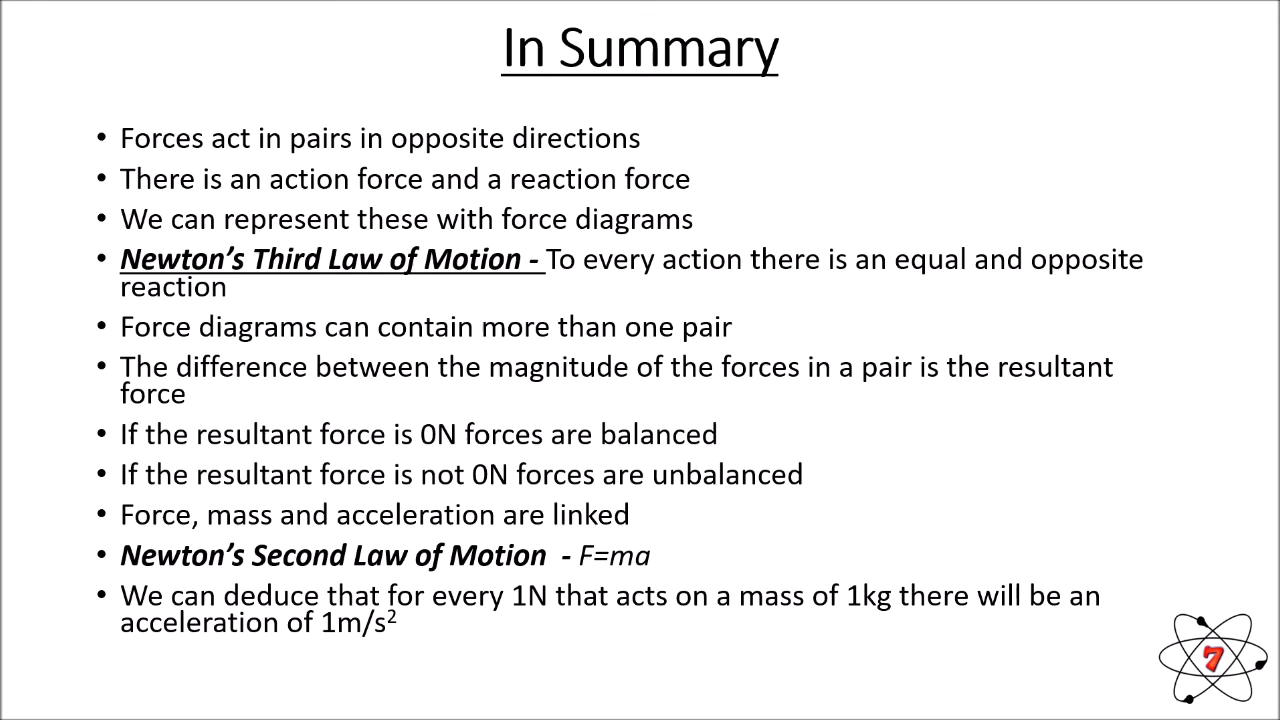 In Summary
• Forces act in pairs in opposite directions
• There is an action force and a reaction force
• We can represent these with force diagrams
• Newton’s Third Law of Motion - To every action there is an equal and opposite
reaction
• Force diagrams can contain more than one pair
• The difference between the magnitude of the forces in a pair is the resultant
force
• If the resultant force is 0N forces are balanced
• If the resultant force is not 0N forces are unbalanced
• Force, mass and acceleration are linked
• Newton’s Second Law of Motion - F=ma
• We can deduce that for every 1N that acts on a mass of 1kg there will be an
acceleration of 1m/s²
7